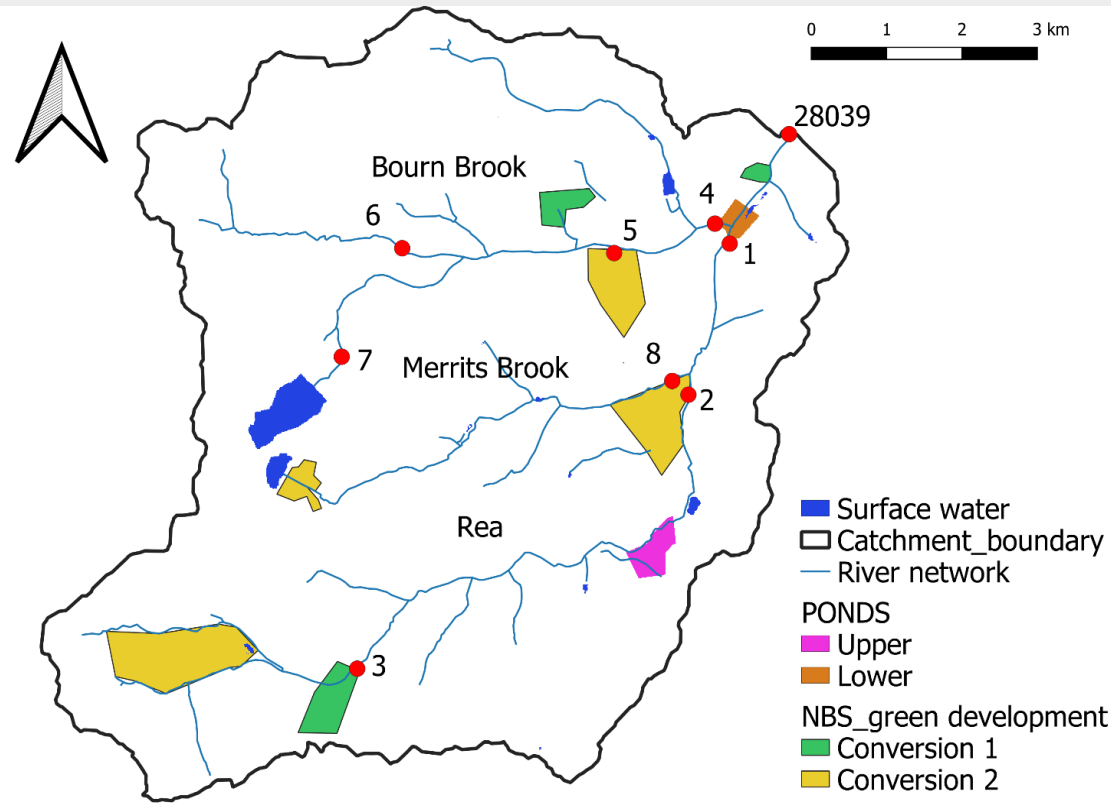 0 1 2 3 km
28039
Bourn Brook
4
6
5
1
8
7
Merrits Brook
2
Surface water
Catchment_boundary
Rea
River network
PONDS
Upper
3
Lower
NBS_green development
Conversion 1
Conversion 2